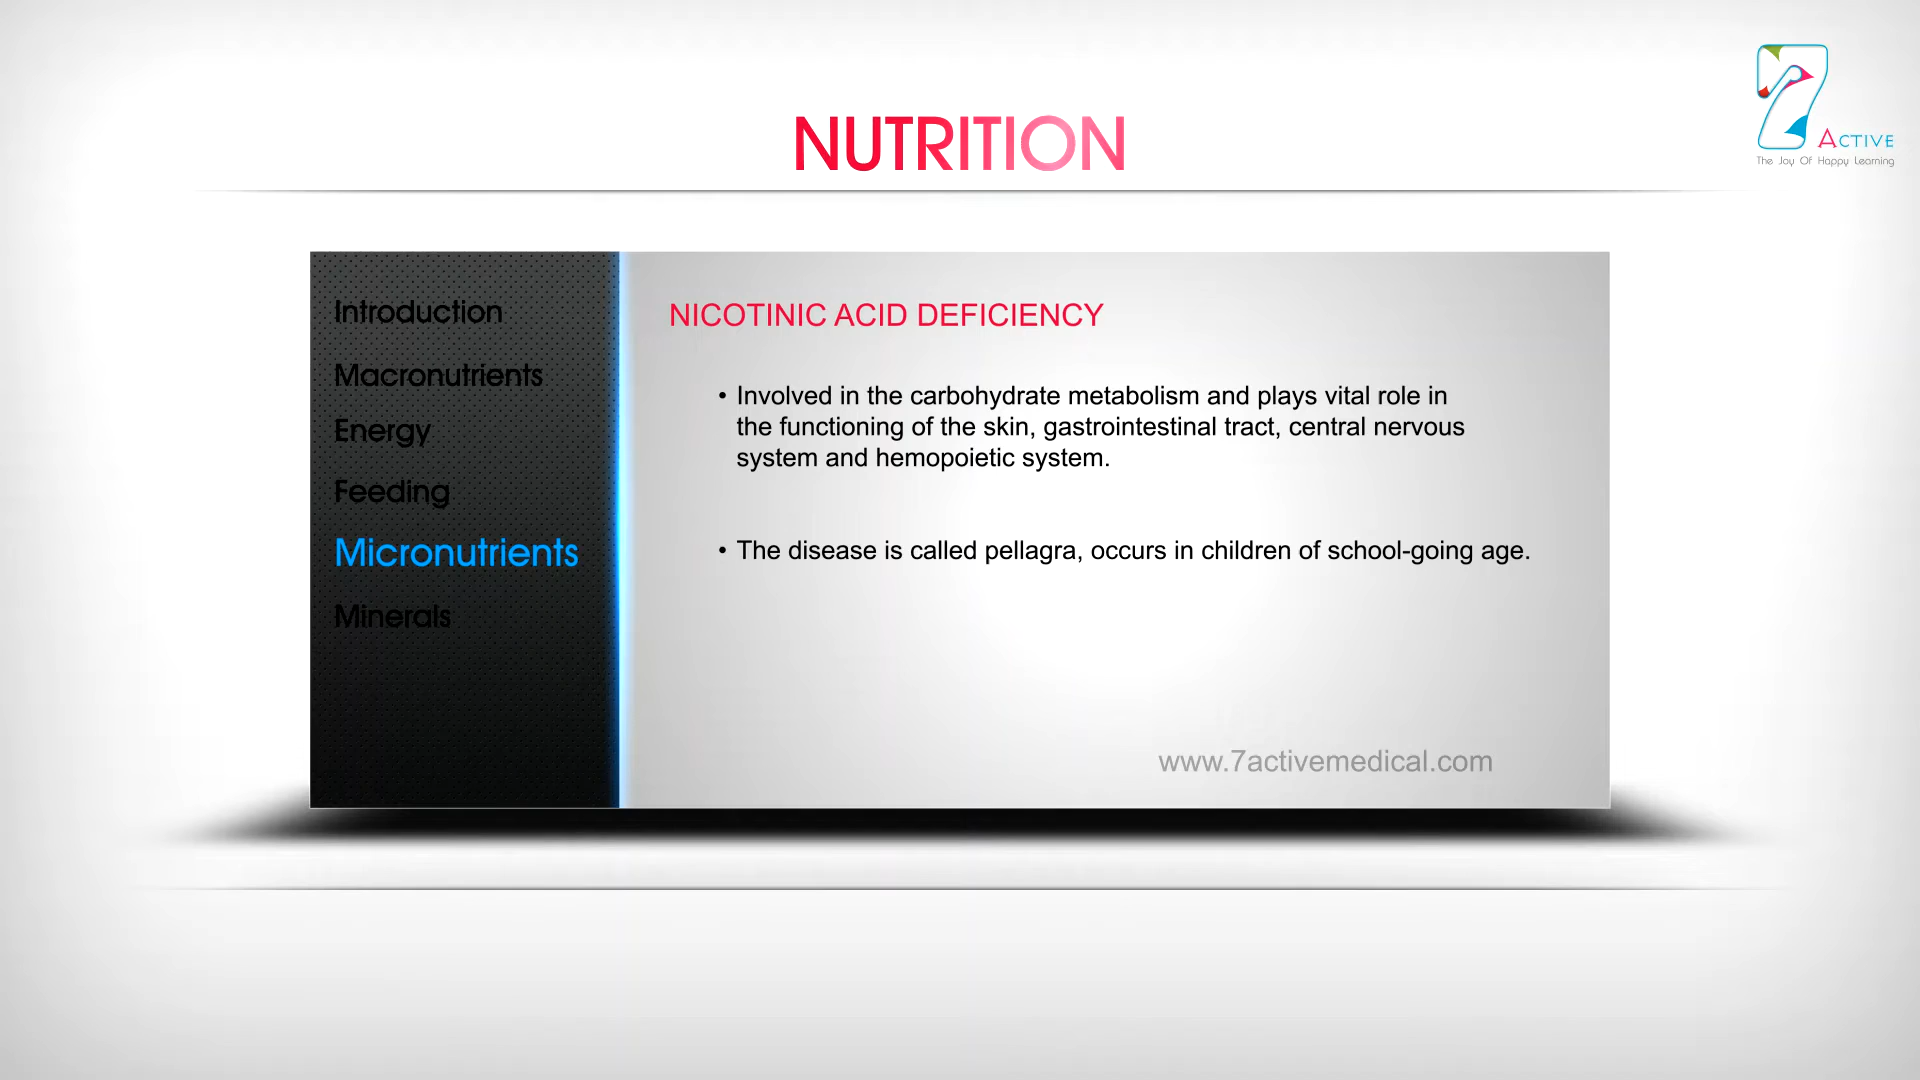 NUTRITION
7 ACTIVE
The Joy Of Happy Learning
Introduction
Macronutrients
Energy
Feeding
Micronutrients
Minerals
NICOTINIC ACID DEFICIENCY
• Involved in the carbohydrate metabolism and plays vital role in
the functioning of the skin, gastrointestinal tract, central nervous
system and hemopoietic system.
• The disease is called pellagra, occurs in children of school-going age.
www.7activemedical.com